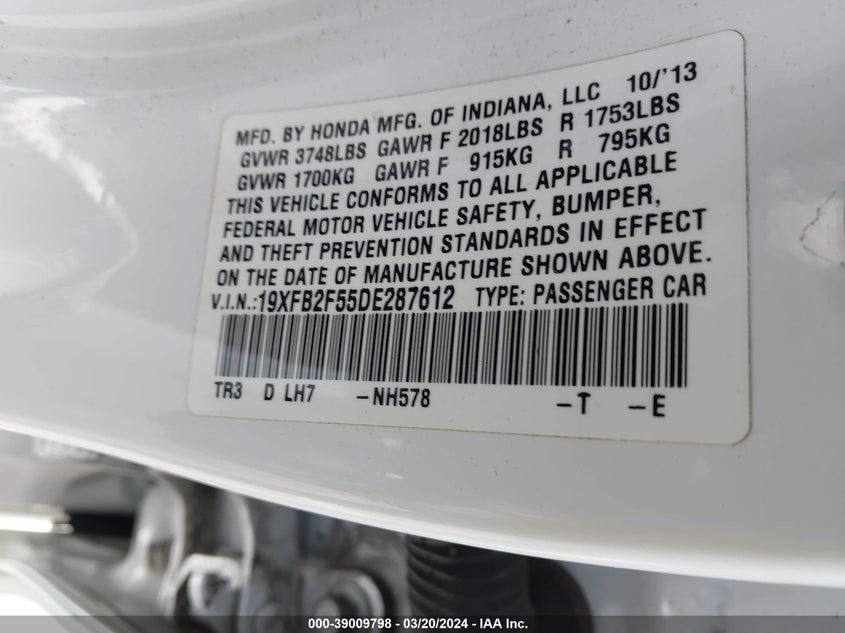 MFD. BY HONDA MFG. OF INDIANA, LLC 10/'13
GVWR 3748LBS GAWR F 2018LBS R 1753LBS
GVWR 1700KG GAWR F 915KG R 795KG
THIS VEHICLE CONFORMS TO ALL APPLICABLE
FEDERAL MOTOR VEHICLE SAFETY, BUMPER,
AND THEFT PREVENTION STANDARDS IN EFFECT
ON THE DATE OF MANUFACTURE SHOWN ABOVE.
V.I.N.:19XFB2F55DE287612 TYPE: PASSENGER CAR
TR3 D LH7 -NH578 -T -E
000-39009798 - 03/20/2024 - IAA Inc.